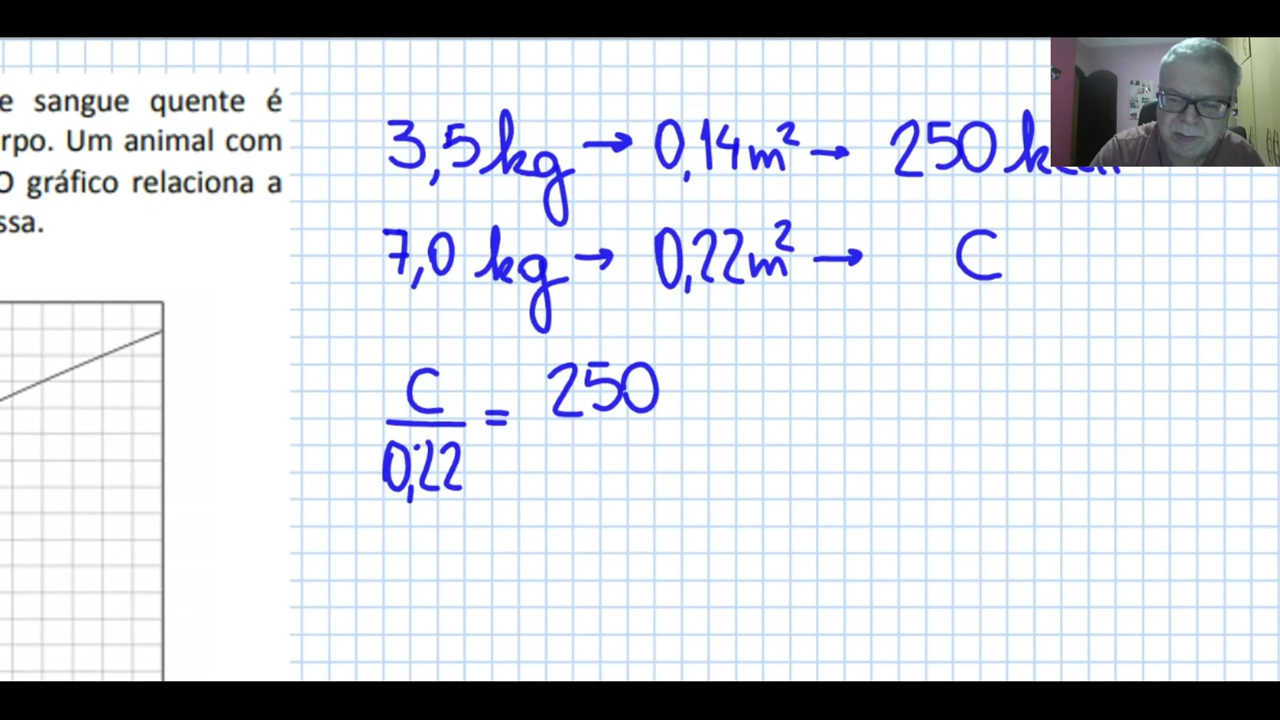 e sangue quente é
rpo. Um animal com
O gráfico relaciona a
ssa.
3,5 kg → 0,14 m² → 250
7,0 kg → 0,22 m² → C
C
0,22
= 250